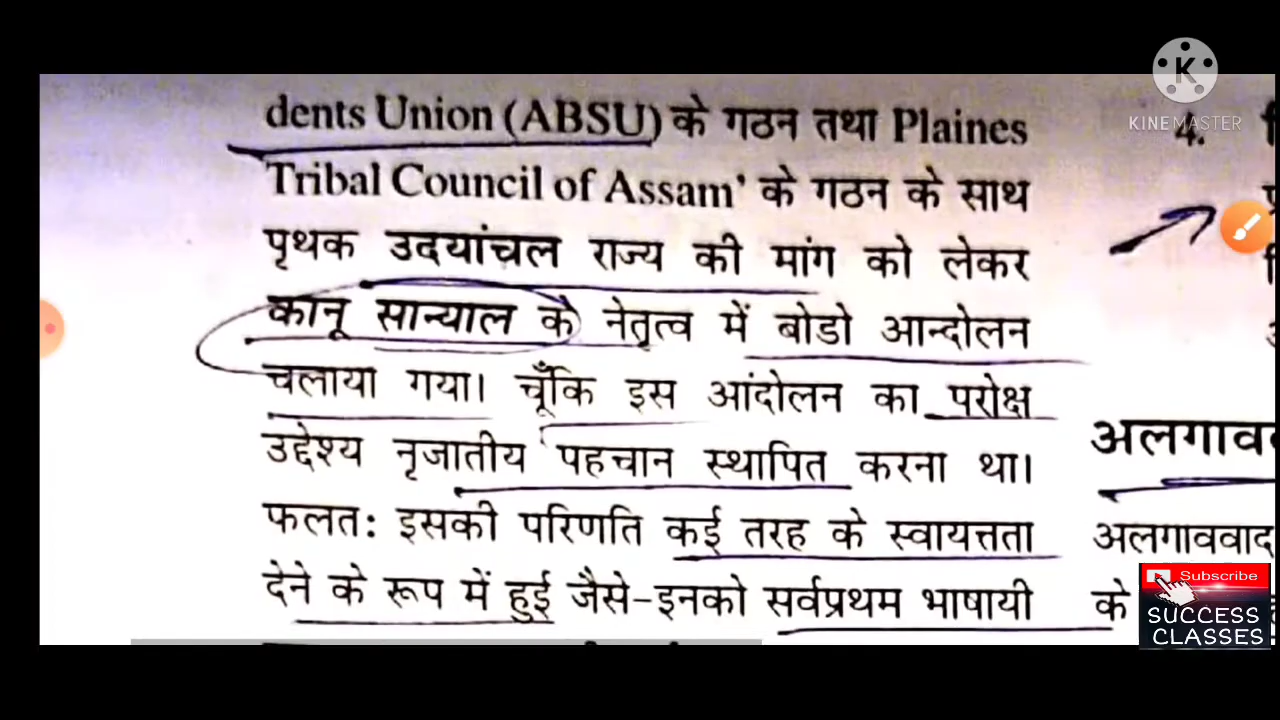 KINEMASTER
dents Union (ABSU) के गठन तथा Plaines
Tribal Council of Assam' के गठन के साथ
पृथक उदयांचल राज्य की मांग को लेकर
कानू सान्याल के नेतृत्व में बोडो आन्दोलन
चलाया गया। चूँकि इस आंदोलन का परोक्ष
उद्देश्य नृजातीय पहचान स्थापित करना था।
फलतः इसकी परिणति कई तरह के स्वायत्तता
देने के रूप में हुई जैसे-इनको सर्वप्रथम भाषायी
4.
अलगाव
अलगाववाद
के
Subscribe
SUCCESS
CLASSES